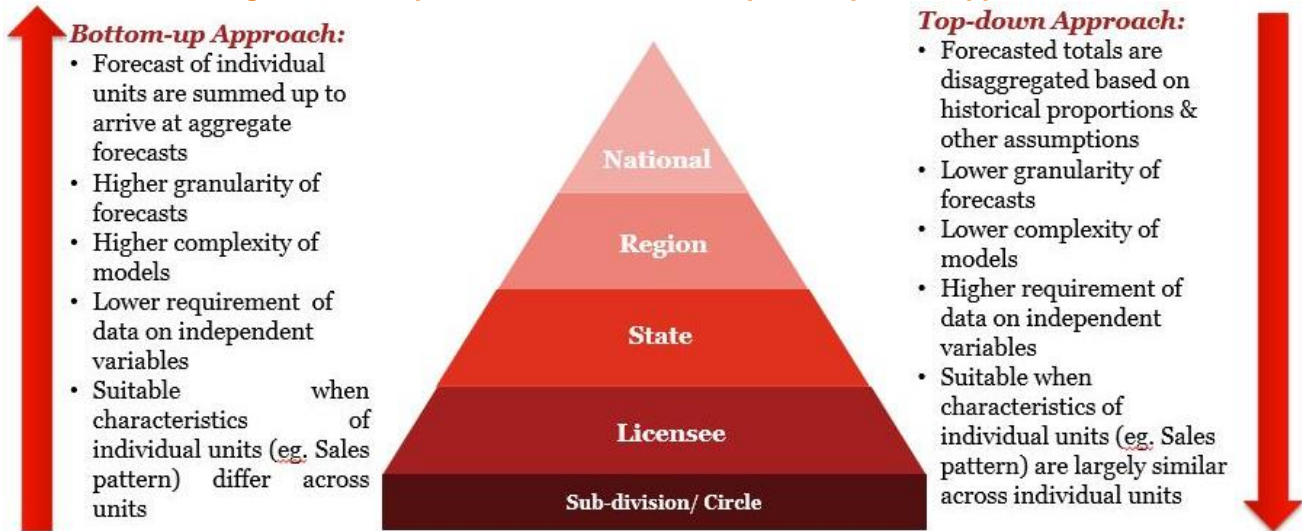 Bottom-up Approach:
• Forecast of individual
units are summed up to
arrive at aggregate
forecasts
• Higher granularity of
forecasts
• Higher complexity of
models
• Lower requirement of
data on independent
variables
• Suitable when
characteristics of
individual units (eg. Sales
pattern) differ across
units
National
Region
State
Licensee
Sub-division/ Circle
Top-down Approach:
• Forecasted totals are
disaggregated based on
historical proportions &
other assumptions
• Lower granularity of
forecasts
• Lower complexity of
models
• Higher requirement of
data on independent
variables
• Suitable when
characteristics of
individual units (eg. Sales
pattern) are largely similar
across individual units